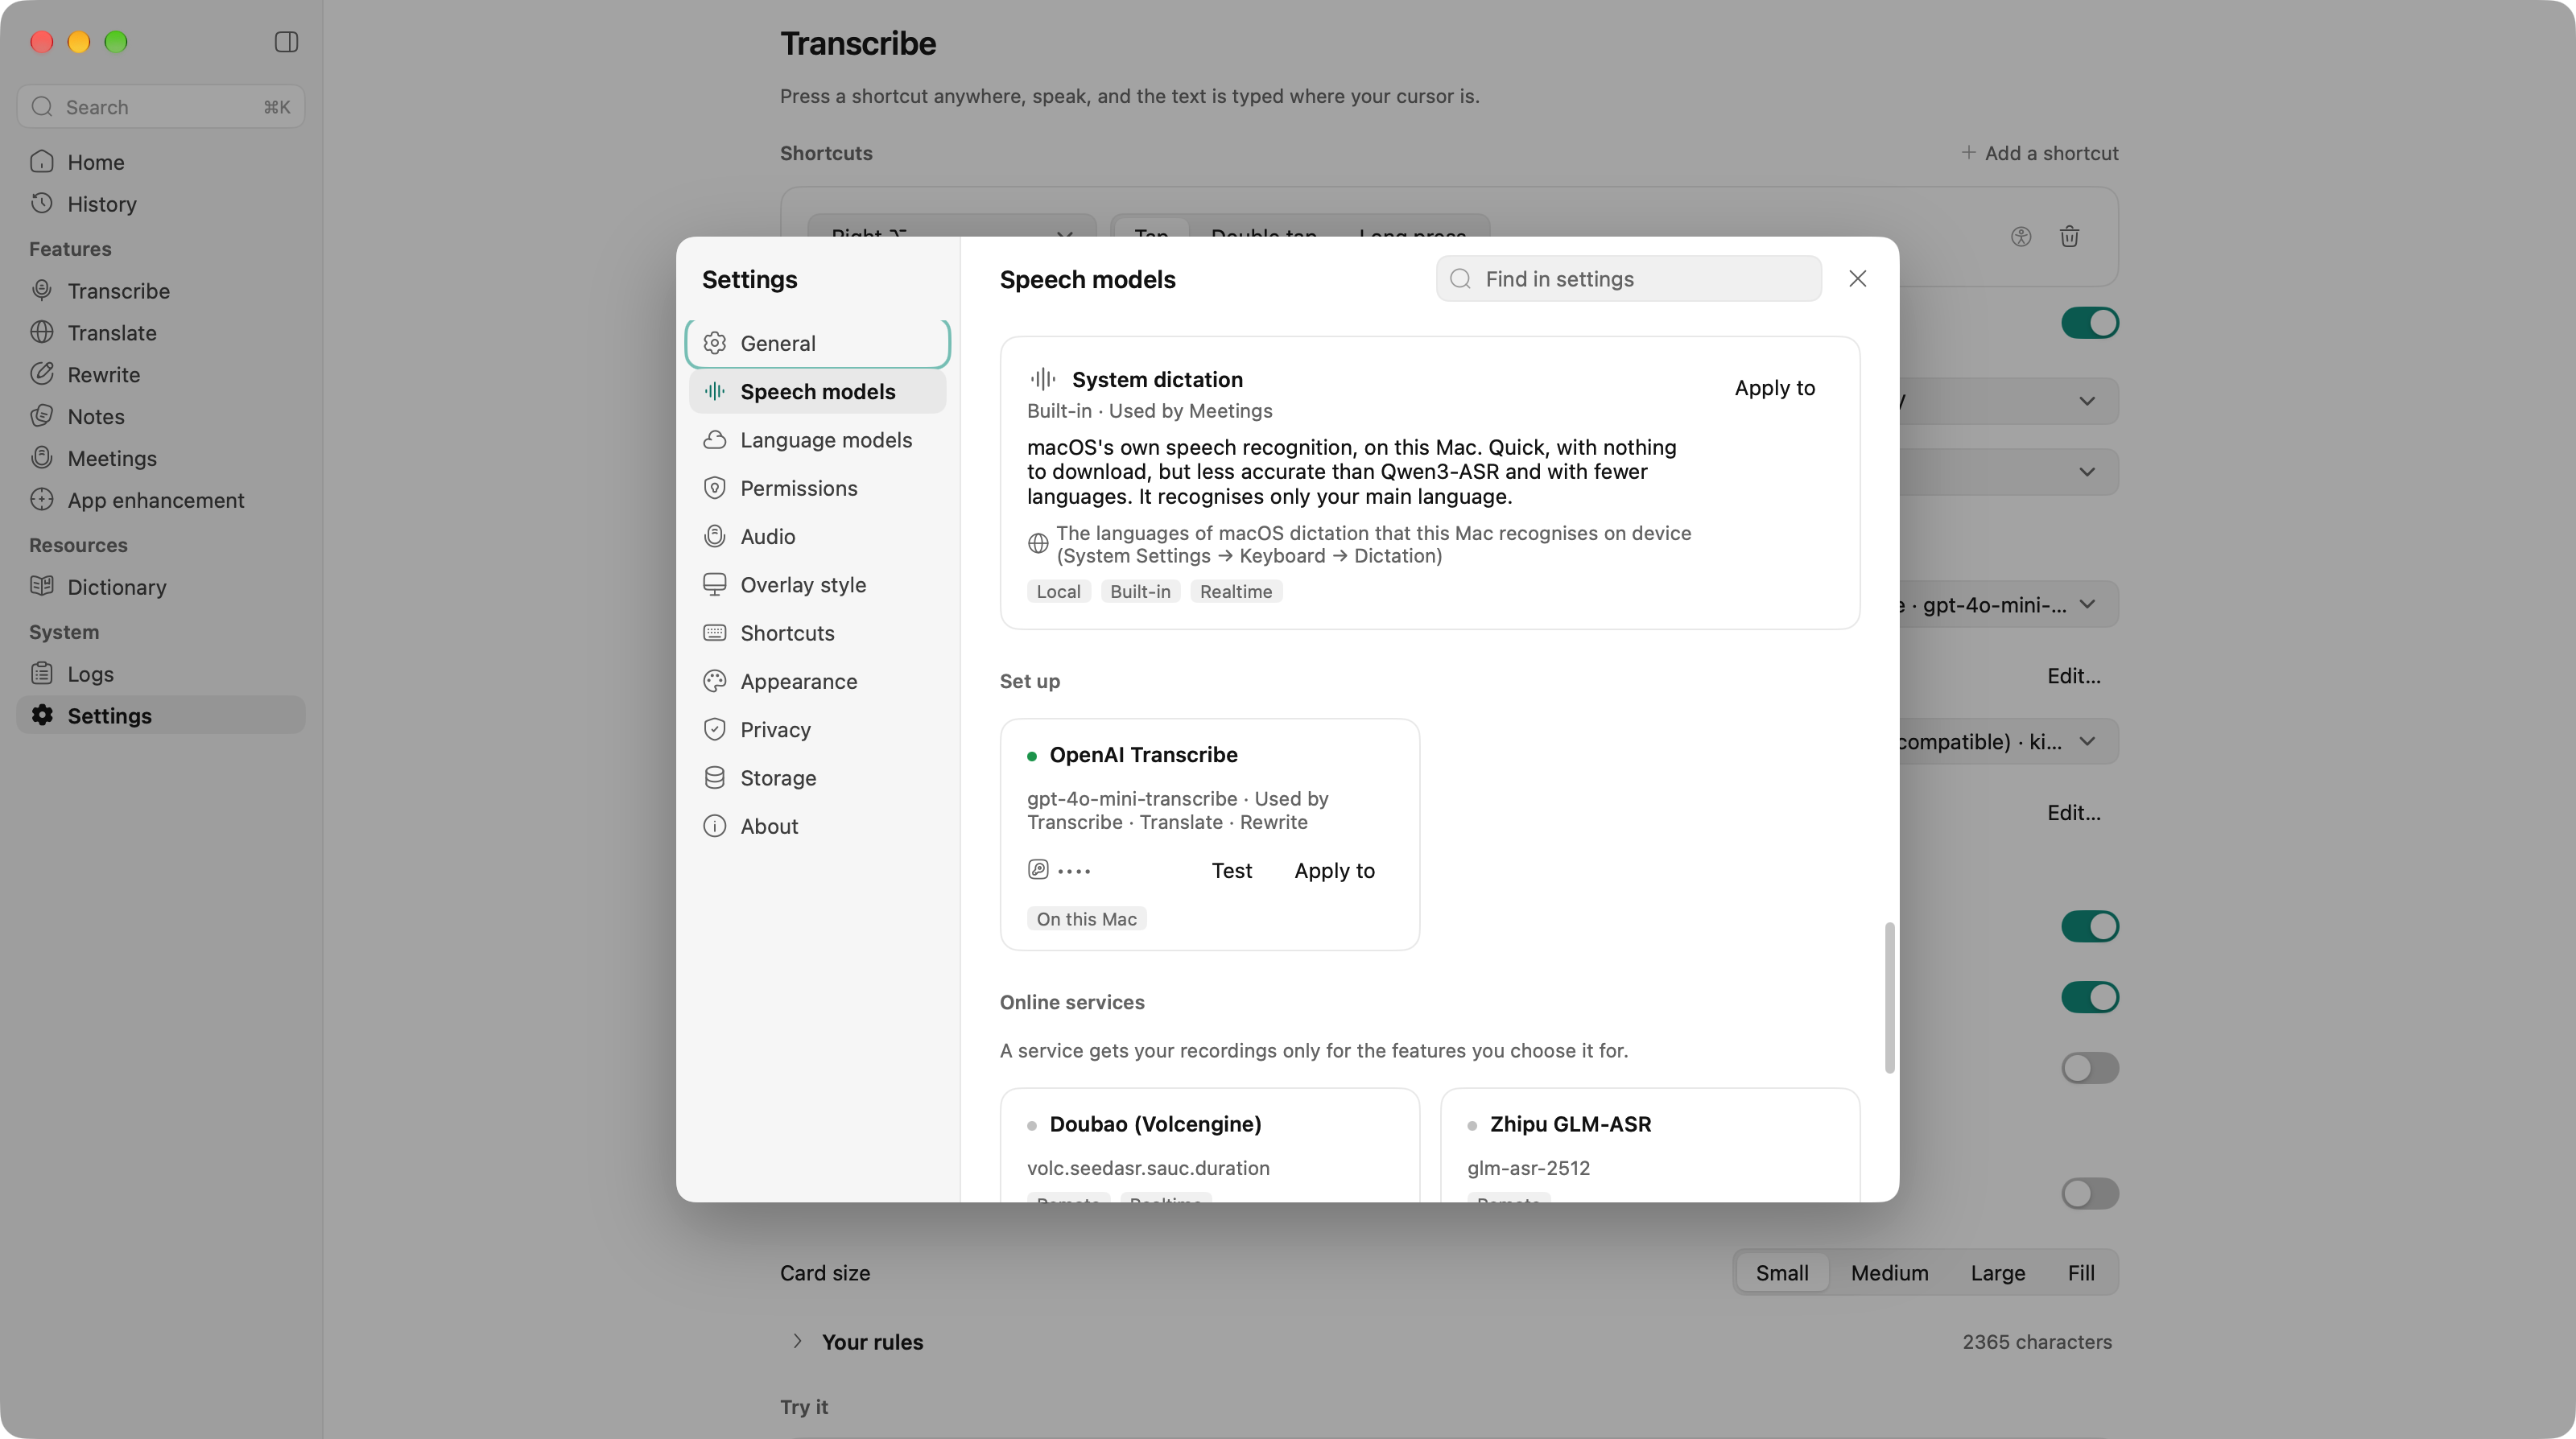 Search
⌘K
Home
History
Features
Transcribe
Translate
Rewrite
Notes
Meetings
App enhancement
Resources
Dictionary
System
Logs
Settings
Transcribe
Press a shortcut anywhere, speak, and the text is typed where your cursor is.
Shortcuts
+ Add a shortcut
Right ⌥
Tap Double tap Long press
Settings
General
Speech models
Language models
Permissions
Audio
Overlay style
Shortcuts
Appearance
Privacy
Storage
About
Speech models
Find in settings
System dictation
Apply to
Built-in · Used by Meetings
macOS's own speech recognition, on this Mac. Quick, with nothing
to download, but less accurate than Qwen3-ASR and with fewer
languages. It recognises only your main language.
The languages of macOS dictation that this Mac recognises on device
(System Settings → Keyboard → Dictation)
Local Built-in Realtime
Set up
OpenAI Transcribe
gpt-4o-mini-transcribe · Used by
Transcribe · Translate · Rewrite
•••• Test Apply to
On this Mac
Online services
A service gets your recordings only for the features you choose it for.
Doubao (Volcengine)
volc.seedasr.sauc.duration
Remote Realtime
Zhipu GLM-ASR
glm-asr-2512
Remote
· gpt-4o-mini-...
Edit...
compatible) · ki...
Edit...
Card size
Small Medium Large Fill
Your rules
2365 characters
Try it